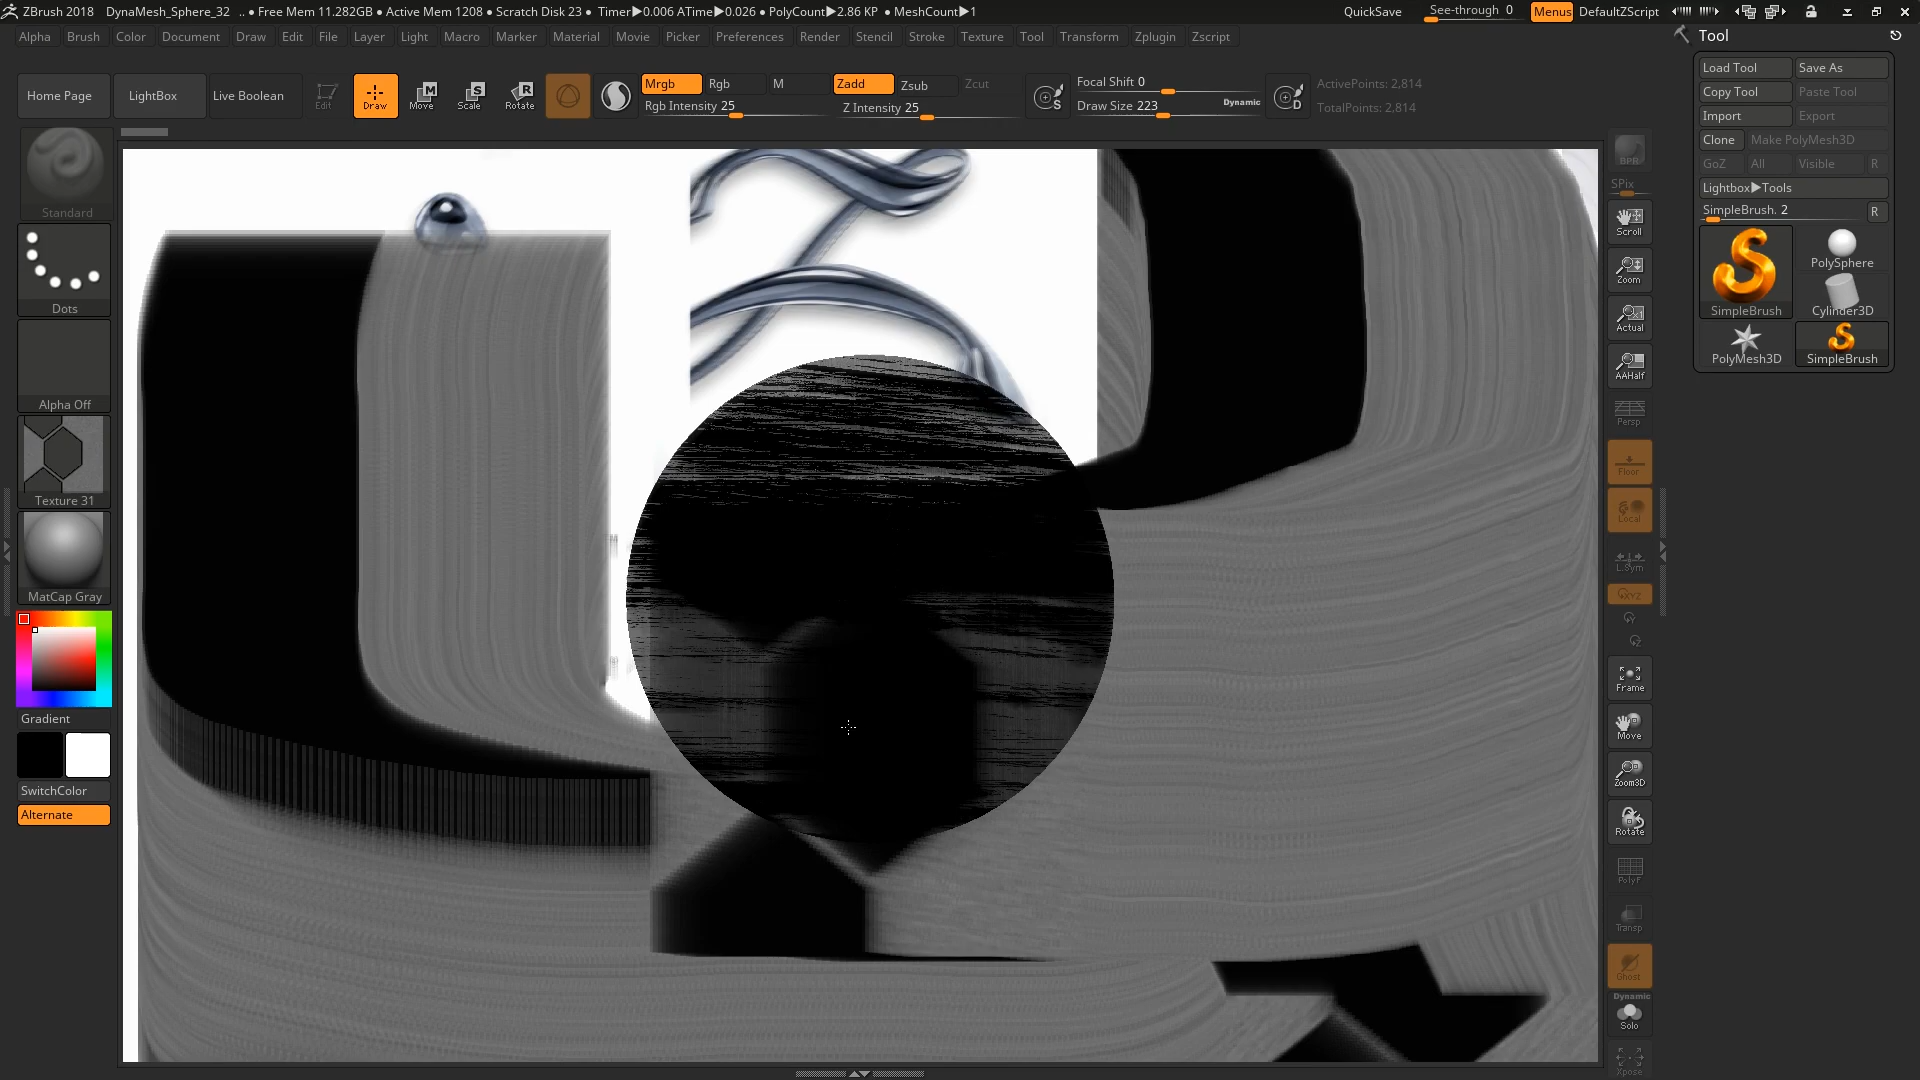 ZBrush 2018 DynaMesh_Sphere_32 .. • Free Mem 11.282GB • Active Mem 1208 • Scratch Disk 23 • Timer▶0.006 ATime▶0.026 • PolyCount▶2.86 KP • MeshCount▶1 QuickSave See-through 0 Menus DefaultZScript
Alpha Brush Color Document Draw Edit File Layer Light Macro Marker Material Movie Picker Preferences Render Stencil Stroke Texture Tool Transform Zplugin Zscript
Tool
Home Page LightBox Live Boolean Edit Draw Move Scale Rotate
Mrgb Rgb M
Rgb Intensity 25
Zadd Zsub Zcut
Z Intensity 25
S
Focal Shift 0
Draw Size 223 Dynamic
D
ActivePoints: 2,814
TotalPoints: 2,814
Load Tool Save As
Copy Tool Paste Tool
Import Export
Clone Make PolyMesh3D
GoZ All Visible R
Lightbox▶Tools
SimpleBrush. 2 R
SimpleBrush
PolySphere
Cylinder3D
PolyMesh3D
SimpleBrush
Standard
Dots
Alpha Off
Texture 31
MatCap Gray
Gradient
SwitchColor
Alternate
BPR
SPix
Scroll
Zoom
Actual
AAHalf
Persp
Floor
Local
L.Sym
XYZ
Frame
Move
Zoom3D
Rotate
PolyF
Transp
Ghost
Dynamic
Solo
Xpose